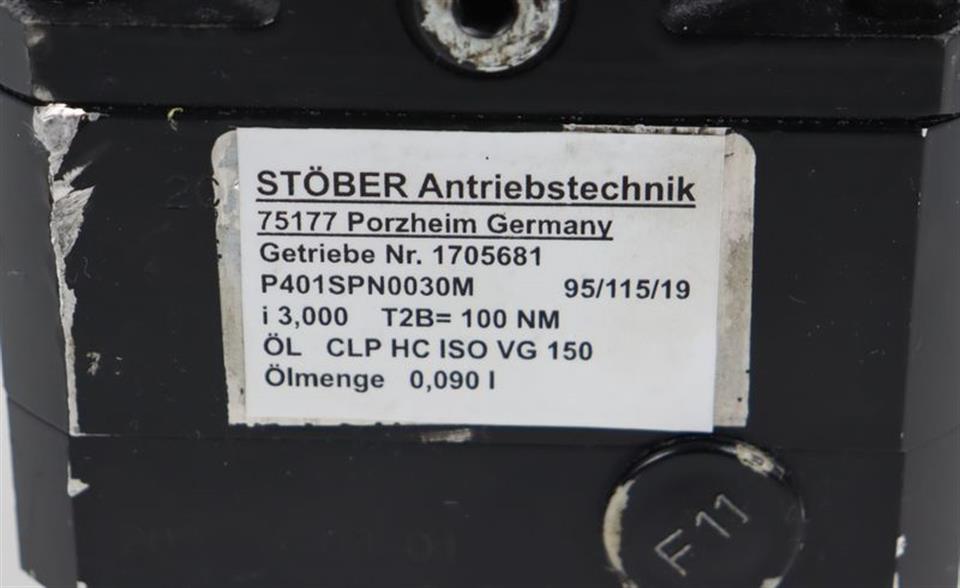 STÖBER Antriebstechnik
75177 Porzheim Germany
Getriebe Nr. 1705681
P401SPN0030M 95/115/19
i 3,000 T2B= 100 NM
ÖL CLP HC ISO VG 150
Ölmenge 0,090 l
F 11